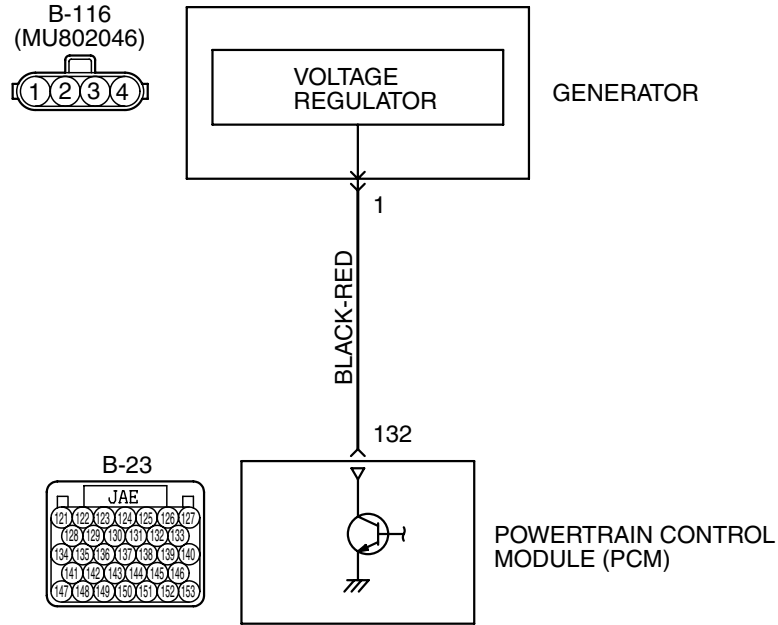 B-116
(MU802046)
1 2 3 4
VOLTAGE
REGULATOR
GENERATOR
1
BLACK-RED
132
B-23
JAE
121 122 123 124 125 126 127
128 129 130 131 132 133
134 135 136 137 138 139 140
141 142 143 144 145 146
147 148 149 150 151 152 153
POWERTRAIN CONTROL
MODULE (PCM)